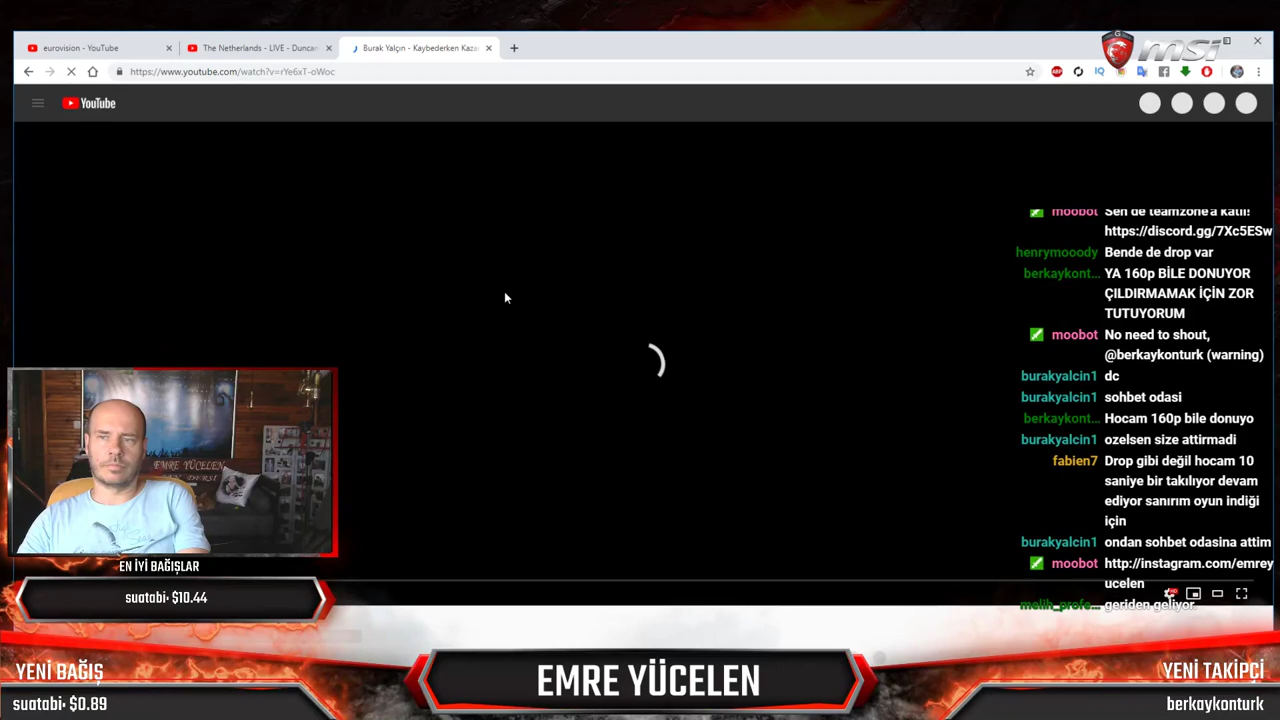 eurovision - YouTube
The Netherlands - LIVE - Duncan
Burak Yalçın - Kaybederken Kaza
msi
https://www.youtube.com/watch?v=rYe6xT-oWoc
ABP
IQ
YouTube
moobot Sen de teamzone'a katıl!
https://discord.gg/7Xc5ESw
henrymooody Bende de drop var
berkaykont... YA 160p BİLE DONUYOR
ÇILDIRMAMAK İÇİN ZOR
TUTUYORUM
moobot No need to shout,
@berkaykonturk (warning)
burakyalcin1 dc
burakyalcin1 sohbet odasi
berkaykont... Hocam 160p bile donuyo
burakyalcin1 ozelsen size attirmadi
fabien7 Drop gibi değil hocam 10
saniye bir takılıyor devam
ediyor sanırım oyun indiği
için
burakyalcin1 ondan sohbet odasina attim
moobot http://instagram.com/emrey
ucelen
melih_profe... geriden geliyor.
EMRE YÜCELEN
EN İYİ BAĞIŞLAR
suatabi: $10.44
YENİ BAĞIŞ
suatabi: $0.89
EMRE YÜCELEN
YENİ TAKİPÇİ
berkaykonturk